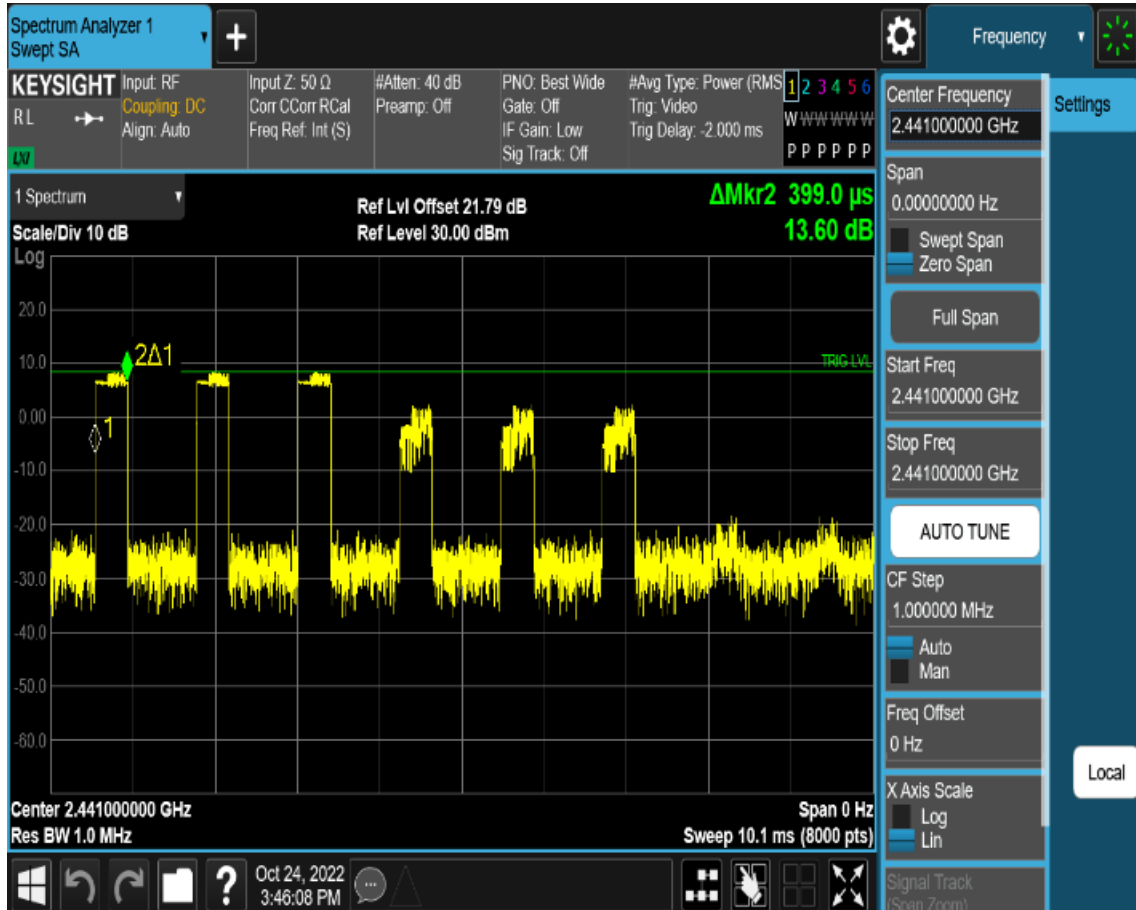 Spectrum Analyzer 1
Swept SA
+
Frequency
KEYSIGHT
RL
LXI
Input: RF
Coupling: DC
Align: Auto
Input Z: 50 Ω
Corr CCorr RCal
Freq Ref: Int (S)
#Atten: 40 dB
Preamp: Off
PNO: Best Wide
Gate: Off
IF Gain: Low
Sig Track: Off
#Avg Type: Power (RMS
Trig: Video
Trig Delay: -2.000 ms
1 2 3 4 5 6
W W W W W W
P P P P P P
1 Spectrum
Scale/Div 10 dB
Ref Lvl Offset 21.79 dB
Ref Level 30.00 dBm
ΔMkr2 399.0 µs
13.60 dB
Log
20.0
10.0
0.00
-10.0
-20.0
-30.0
-40.0
-50.0
-60.0
2Δ1
1
TRIG LVL
Center 2.441000000 GHz
Res BW 1.0 MHz
Span 0 Hz
Sweep 10.1 ms (8000 pts)
?
Oct 24, 2022
3:46:08 PM
Center Frequency
2.441000000 GHz
Span
0.00000000 Hz
Swept Span
Zero Span
Full Span
Start Freq
2.441000000 GHz
Stop Freq
2.441000000 GHz
AUTO TUNE
CF Step
1.000000 MHz
Auto
Man
Freq Offset
0 Hz
X Axis Scale
Log
Lin
Signal Track
(Span Zoom)
Settings
Local